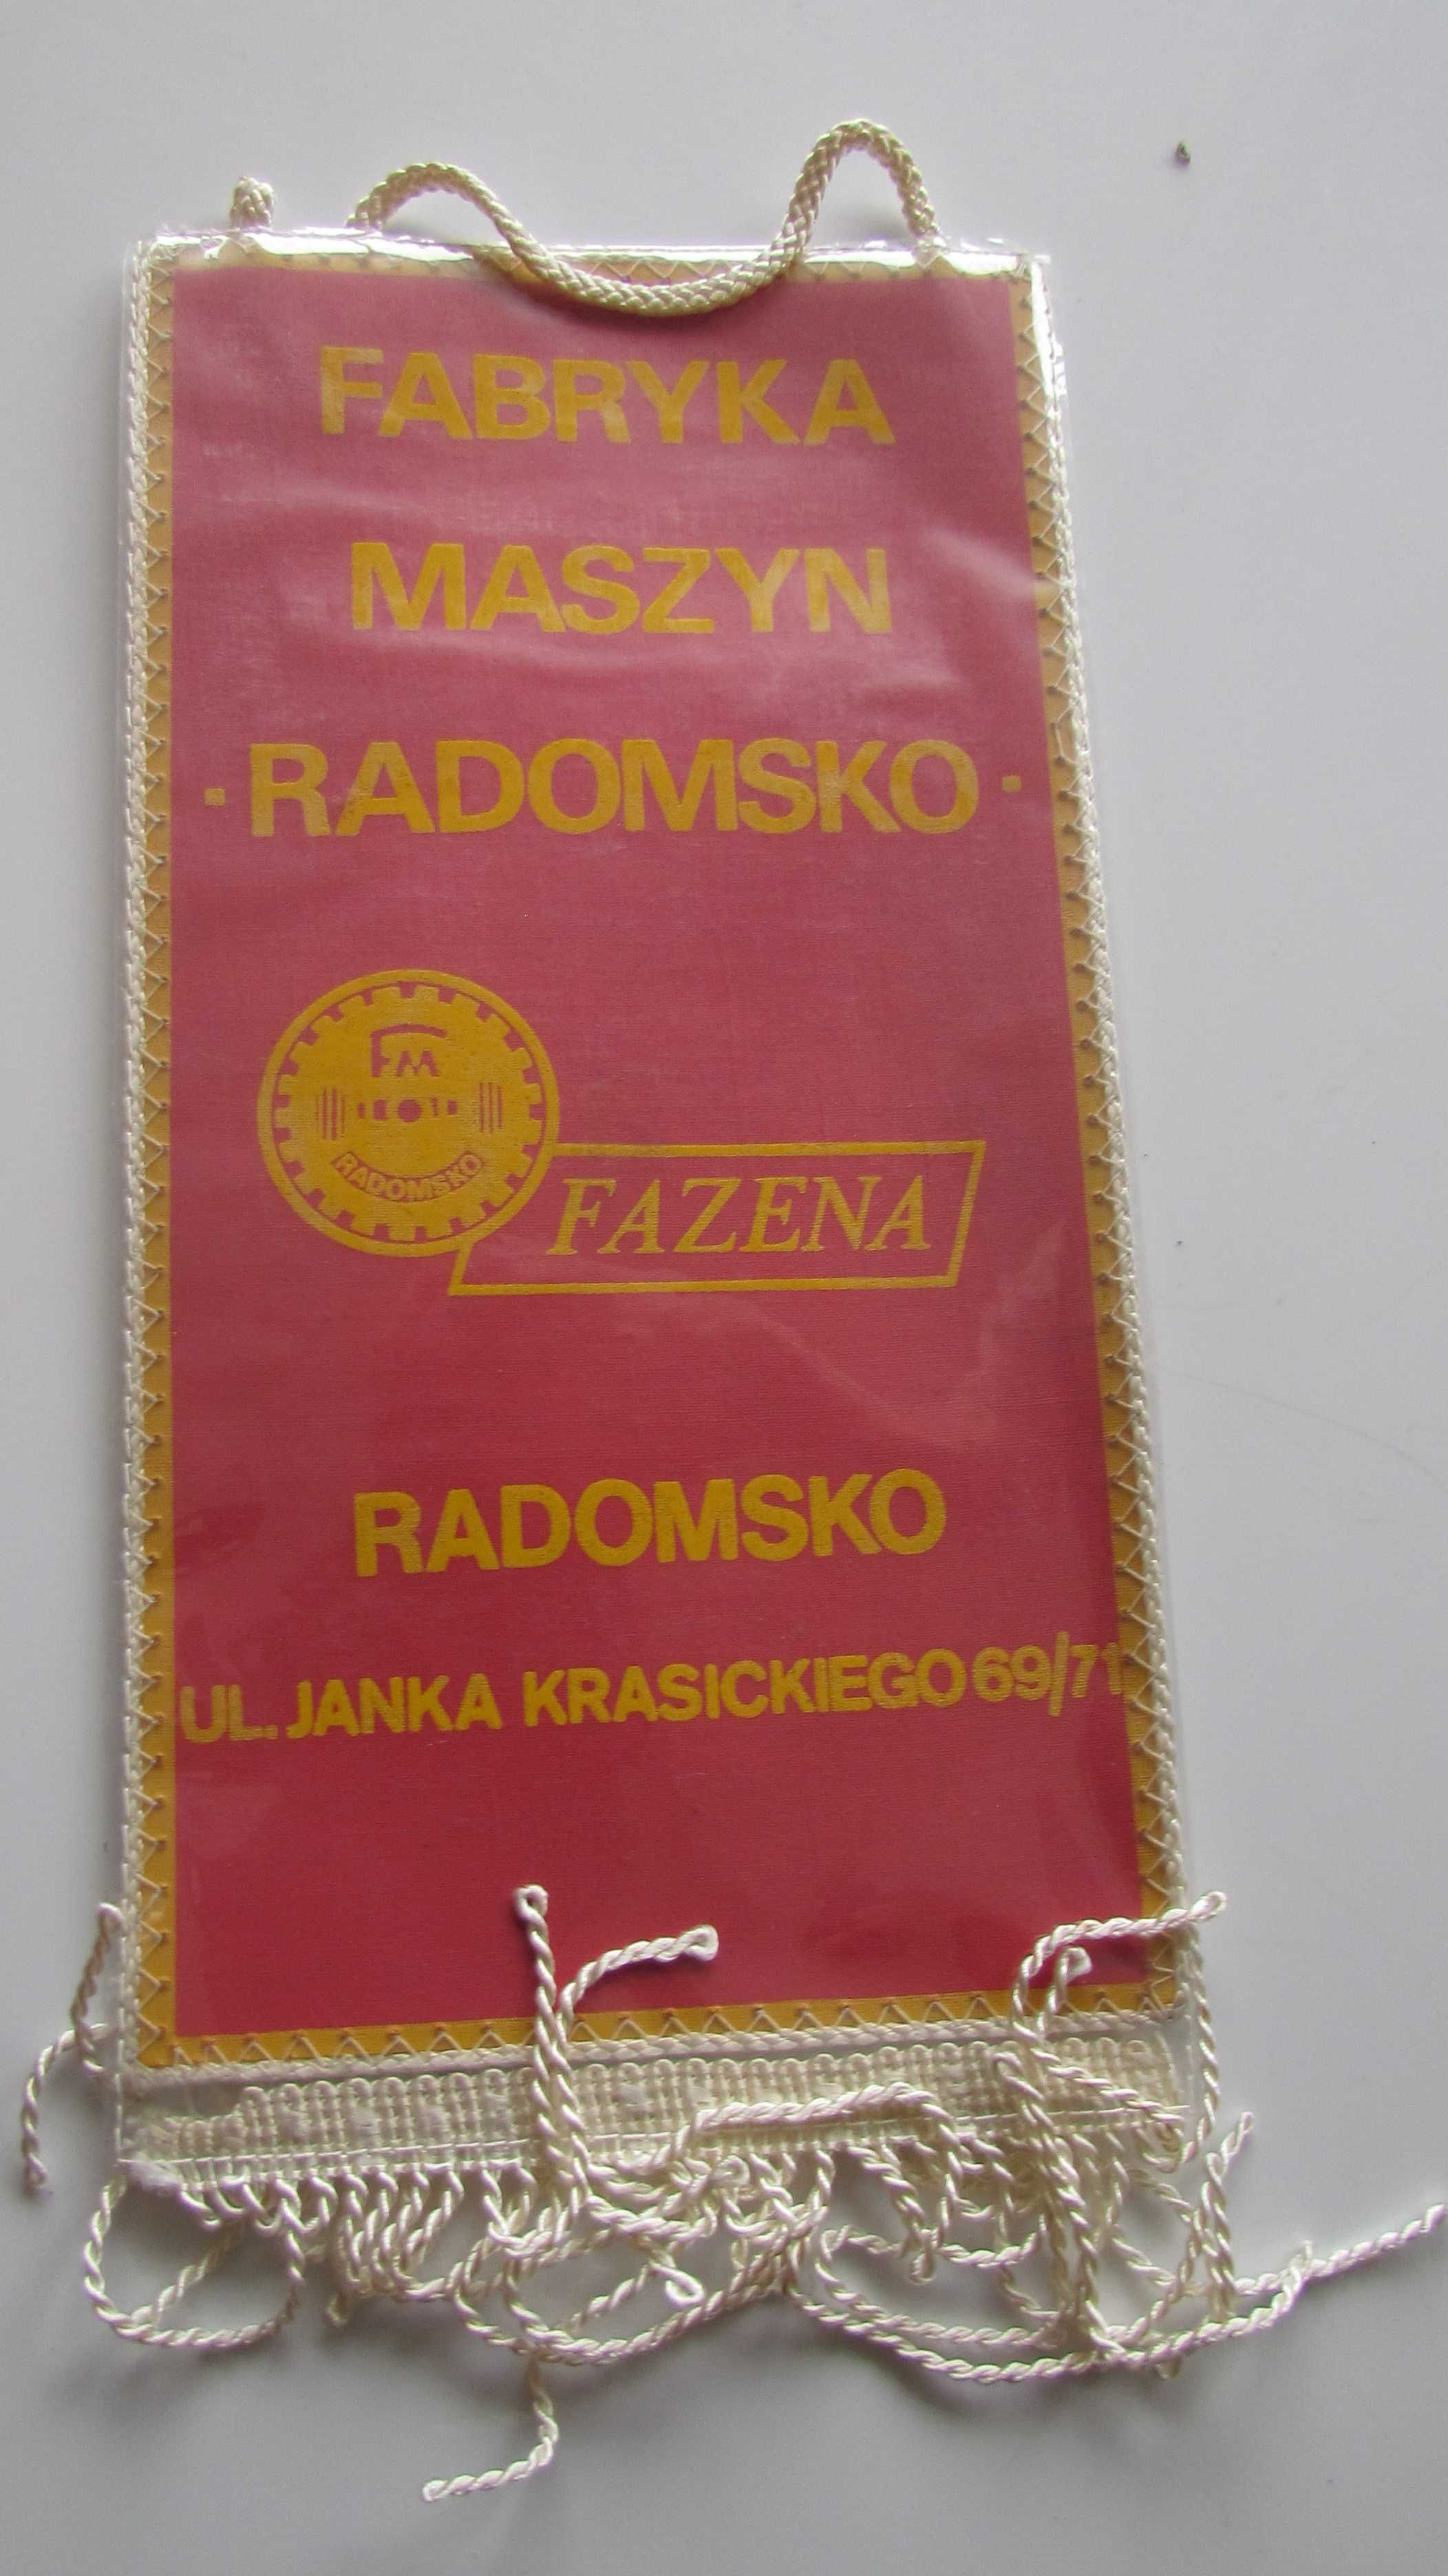 FABRYKA
MASZYN
· RADOMSKO ·
FM
RADOMSKO
FAZENA
RADOMSKO
UL. JANKA KRASICKIEGO 69/71